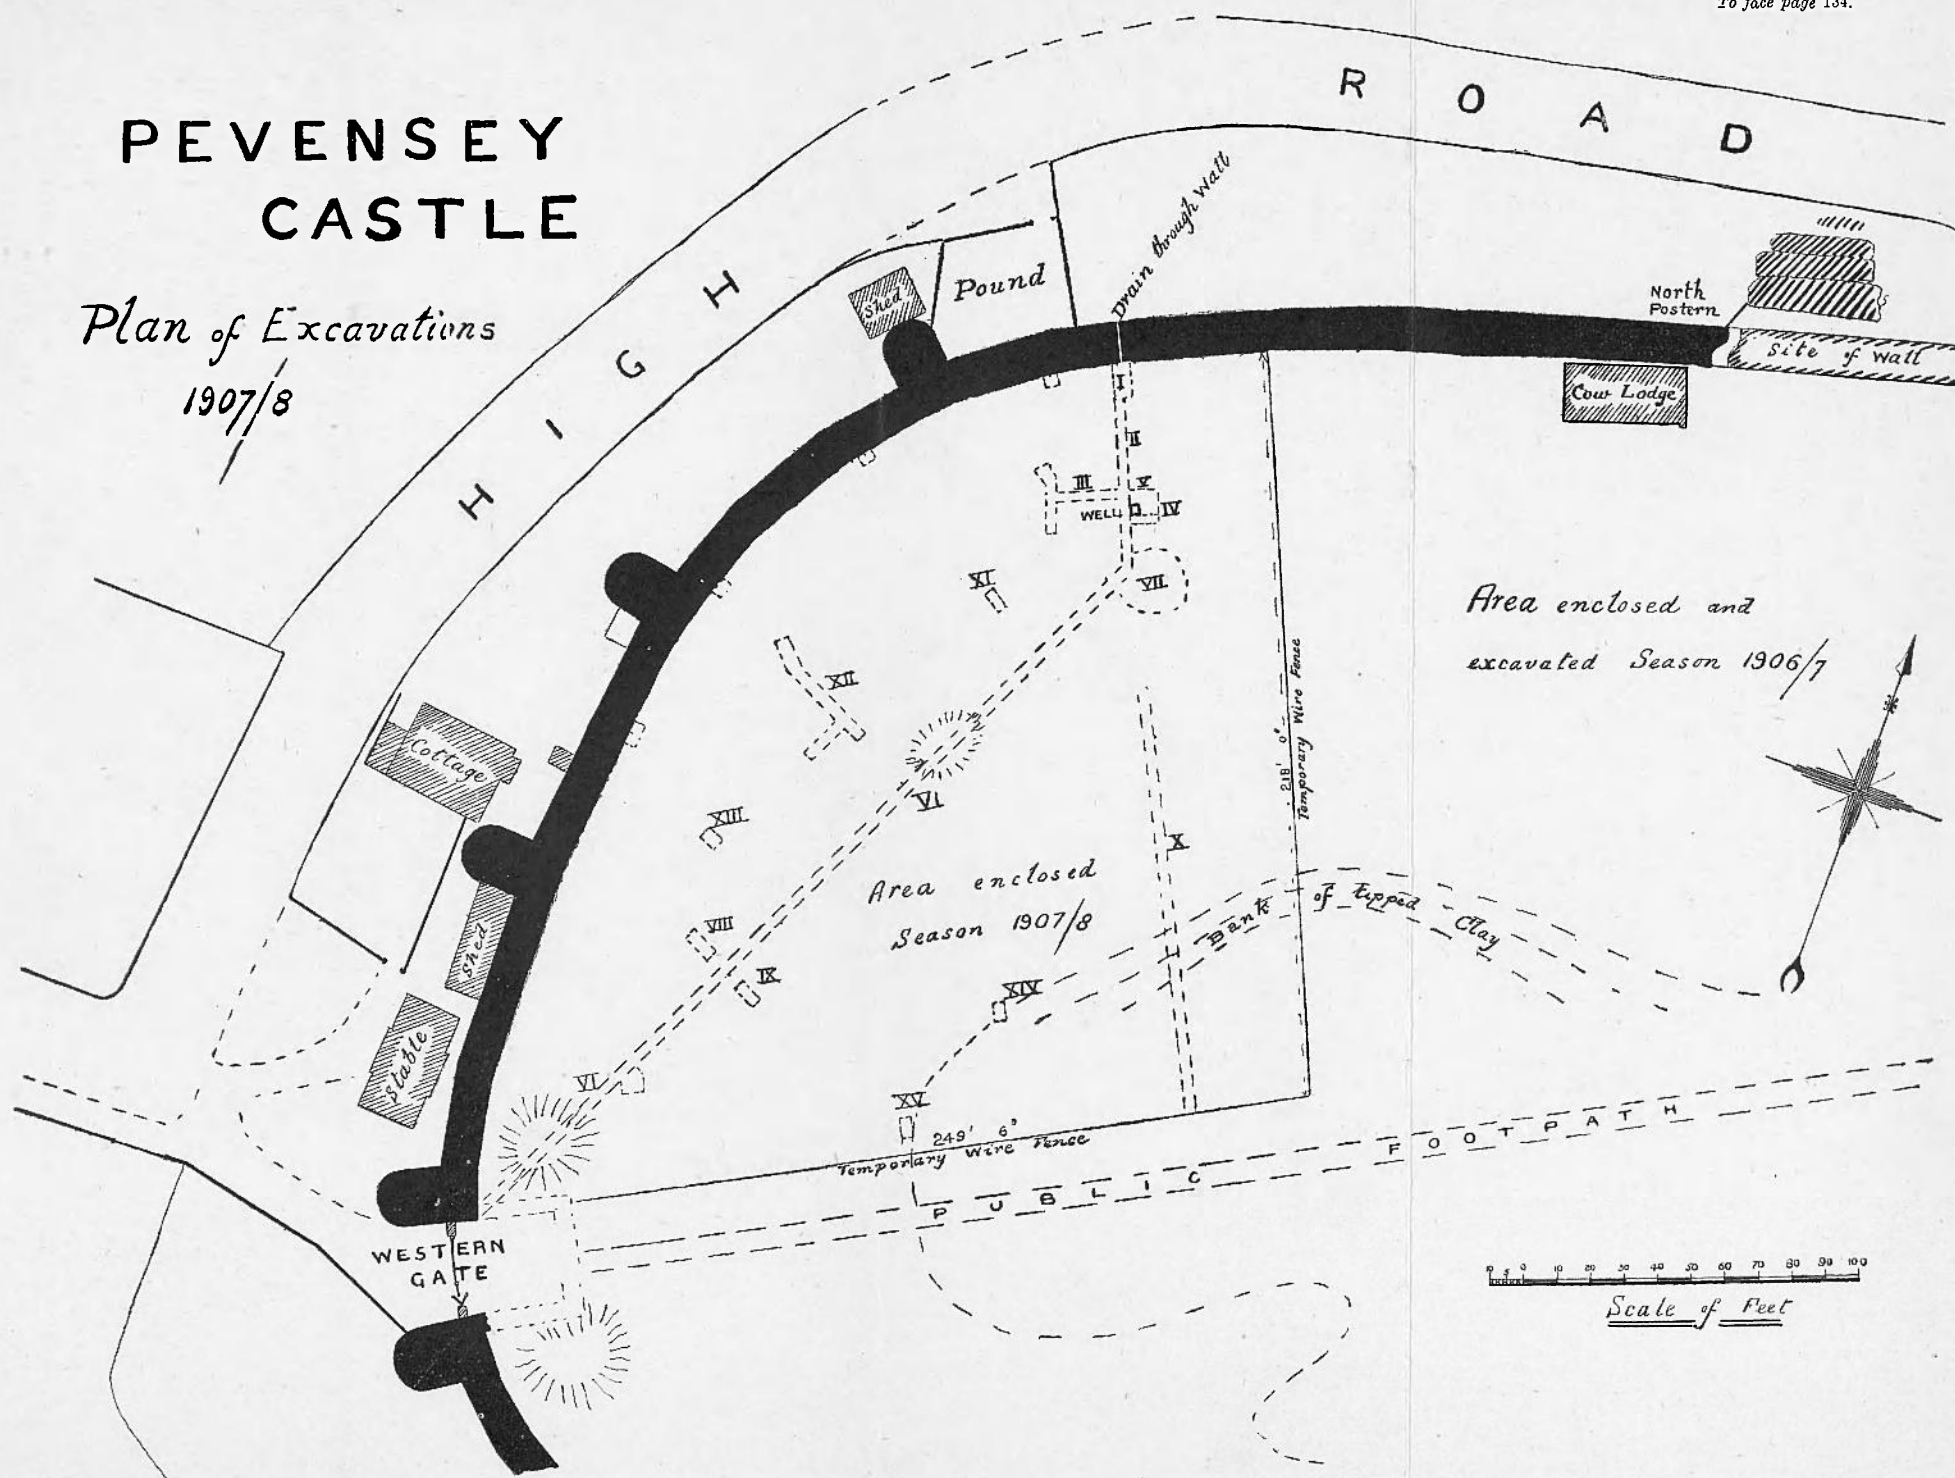 To face page 134.
PEVENSEY
CASTLE
Plan of Excavations
1907/8
HIGH ROAD
Drain through Wall
Shed
Pound
North
Postern
Site of Wall
Cow Lodge
I
II
III
V
WELL
IV
VII
XI
XII
Area enclosed and
excavated Season 1906/7
218' 0"
Temporary Wire Fence
Cottage
VI
XIII
X
Area enclosed
Season 1907/8
Bank of tipped Clay
VIII
IX
Shed
XIV
Stable
VI
XV
249' 6"
Temporary Wire Fence
PUBLIC FOOTPATH
WESTERN
GATE
10 5 0 10 20 30 40 50 60 70 80 90 100
Scale of Feet